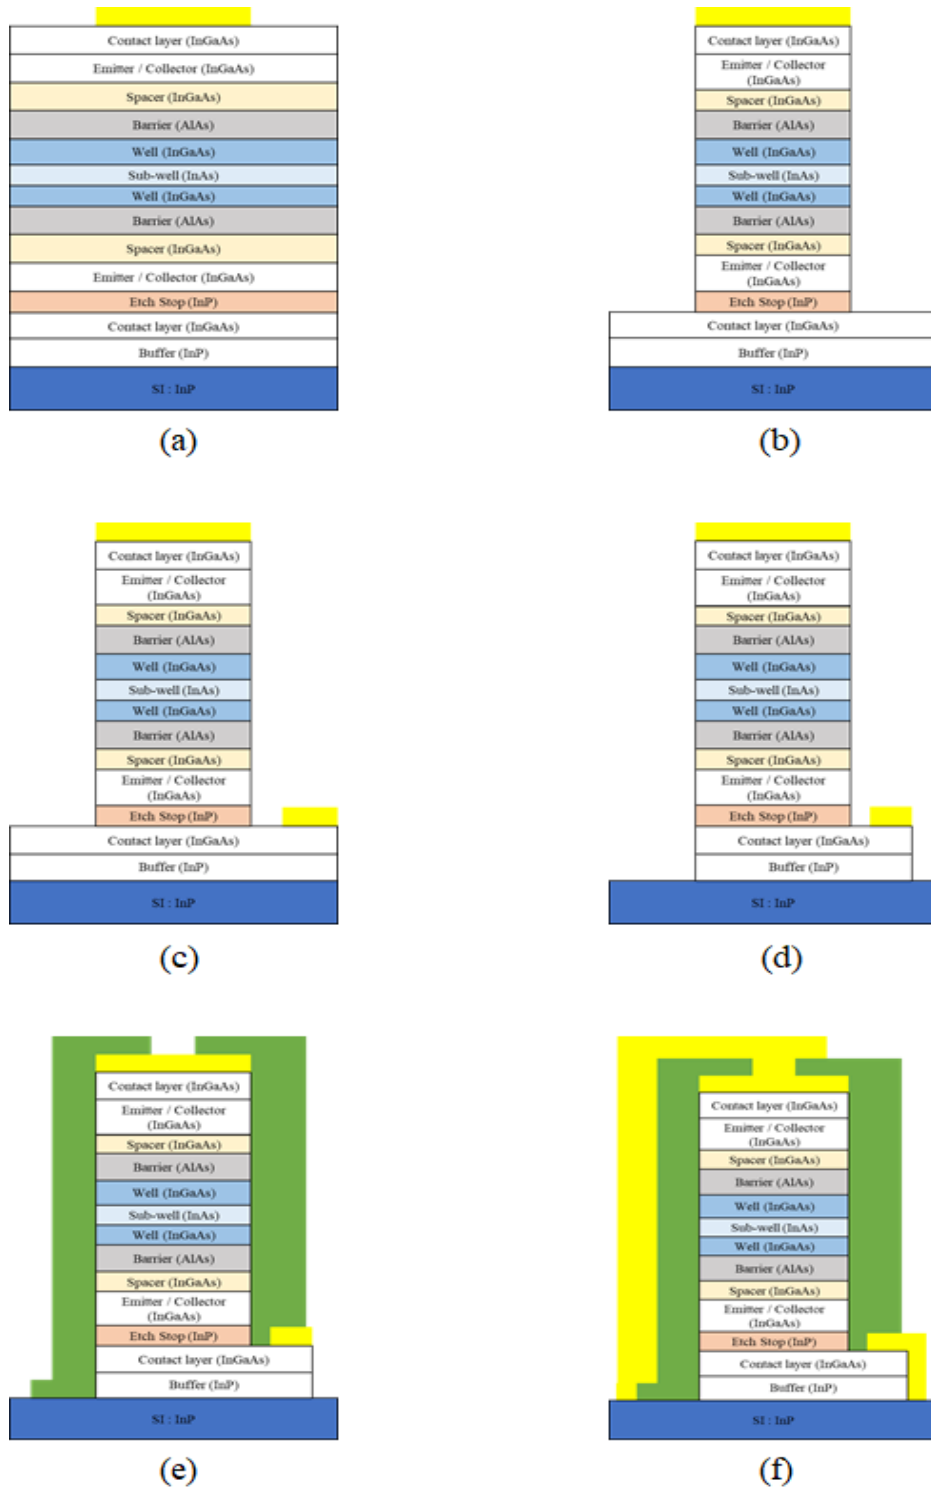 Contact layer (InGaAs)
Emitter / Collector (InGaAs)
Spacer (InGaAs)
Barrier (AlAs)
Well (InGaAs)
Sub-well (InAs)
Well (InGaAs)
Barrier (AlAs)
Spacer (InGaAs)
Emitter / Collector (InGaAs)
Etch Stop (InP)
Contact layer (InGaAs)
Buffer (InP)
SI : InP
(a)
Contact layer (InGaAs)
Emitter / Collector
(InGaAs)
Spacer (InGaAs)
Barrier (AlAs)
Well (InGaAs)
Sub-well (InAs)
Well (InGaAs)
Barrier (AlAs)
Spacer (InGaAs)
Emitter / Collector
(InGaAs)
Etch Stop (InP)
Contact layer (InGaAs)
Buffer (InP)
SI : InP
(b)
Contact layer (InGaAs)
Emitter / Collector
(InGaAs)
Spacer (InGaAs)
Barrier (AlAs)
Well (InGaAs)
Sub-well (InAs)
Well (InGaAs)
Barrier (AlAs)
Spacer (InGaAs)
Emitter / Collector
(InGaAs)
Etch Stop (InP)
Contact layer (InGaAs)
Buffer (InP)
SI : InP
(c)
Contact layer (InGaAs)
Emitter / Collector
(InGaAs)
Spacer (InGaAs)
Barrier (AlAs)
Well (InGaAs)
Sub-well (InAs)
Well (InGaAs)
Barrier (AlAs)
Spacer (InGaAs)
Emitter / Collector
(InGaAs)
Etch Stop (InP)
Contact layer (InGaAs)
Buffer (InP)
SI : InP
(d)
Contact layer (InGaAs)
Emitter / Collector
(InGaAs)
Spacer (InGaAs)
Barrier (AlAs)
Well (InGaAs)
Sub-well (InAs)
Well (InGaAs)
Barrier (AlAs)
Spacer (InGaAs)
Emitter / Collector
(InGaAs)
Etch Stop (InP)
Contact layer (InGaAs)
Buffer (InP)
SI : InP
(e)
Contact layer (InGaAs)
Emitter / Collector
(InGaAs)
Spacer (InGaAs)
Barrier (AlAs)
Well (InGaAs)
Sub-well (InAs)
Well (InGaAs)
Barrier (AlAs)
Spacer (InGaAs)
Emitter / Collector
(InGaAs)
Etch Stop (InP)
Contact layer (InGaAs)
Buffer (InP)
SI : InP
(f)